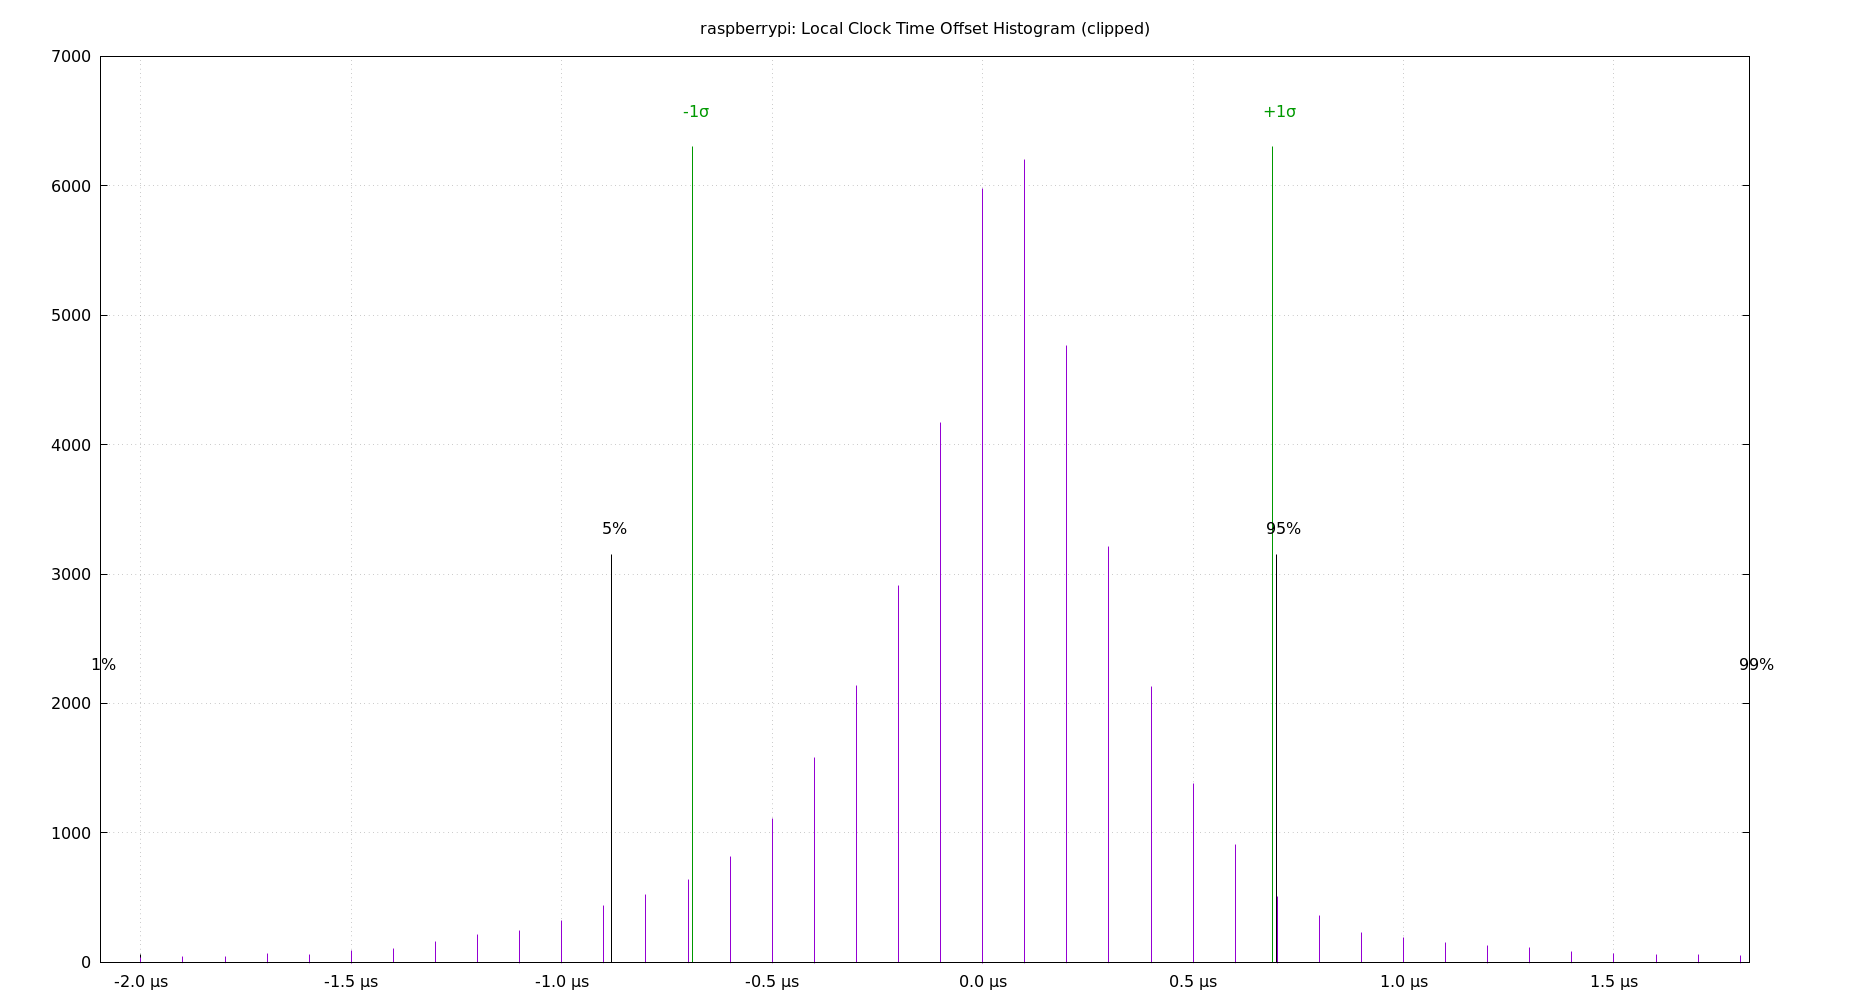 raspberrypi: Local Clock Time Offset Histogram (clipped)
7000
-1σ
+1σ
6000
5000
4000
5%
95%
3000
1%
99%
2000
1000
0
-2.0 µs
-1.5 µs
-1.0 µs
-0.5 µs
0.0 µs
0.5 µs
1.0 µs
1.5 µs